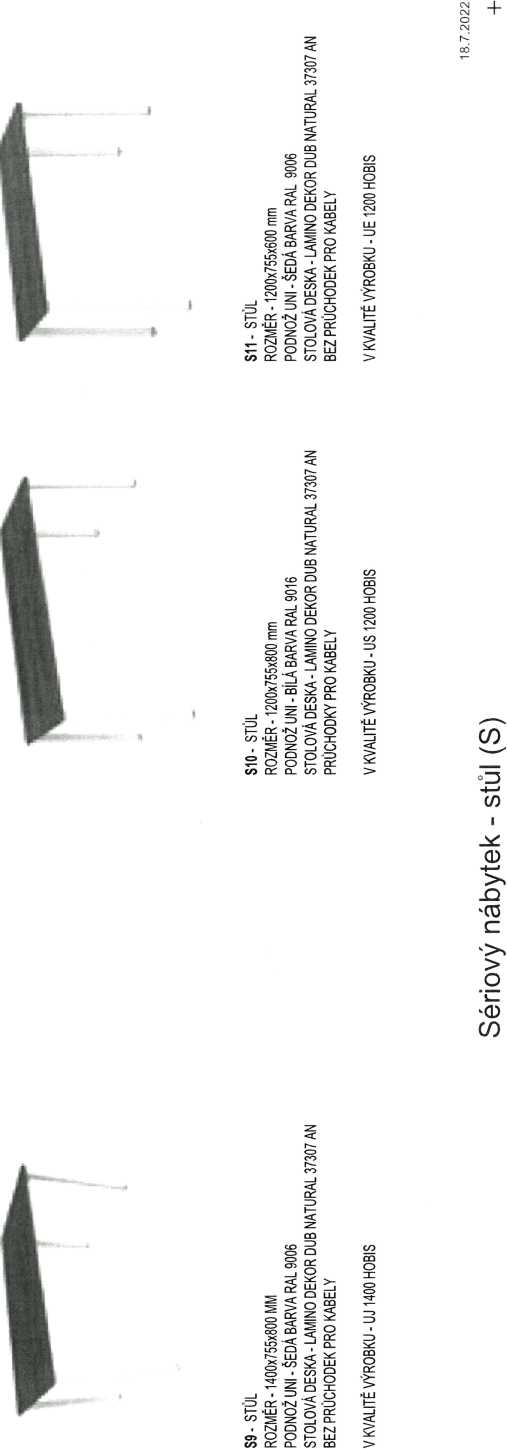 S9 - STŮL
ROZMĚR - 1400x755x800 MM
PODNOŽ UNI - ŠEDÁ BARVA RAL 9006
STOLOVÁ DESKA - LAMINO DEKOR DUB NATURAL 37307 AN
BEZ PRŮCHODEK PRO KABELY
V KVALITĚ VÝROBKU - UJ 1400 HOBIS
S10 - STŮL
ROZMĚR - 1200x755x800 mm
PODNOŽ UNI - BÍLÁ BARVA RAL 9016
STOLOVÁ DESKA - LAMINO DEKOR DUB NATURAL 37307 AN
PRŮCHODKY PRO KABELY
V KVALITĚ VÝROBKU - US 1200 HOBIS
S11 - STŮL
ROZMĚR - 1200x755x600 mm
PODNOŽ UNI - ŠEDÁ BARVA RAL 9006
STOLOVÁ DESKA - LAMINO DEKOR DUB NATURAL 37307 AN
BEZ PRŮCHODEK PRO KABELY
V KVALITĚ VÝROBKU - UE 1200 HOBIS
Sériový nábytek - stůl (S)
18.7.2022
+